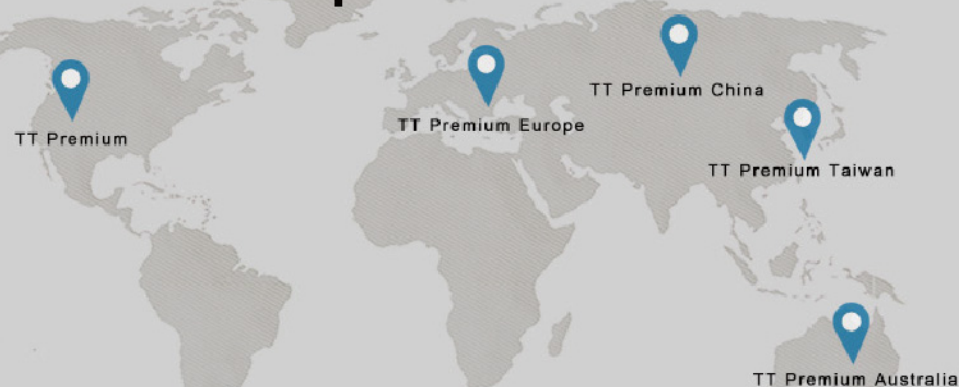 TT Premium China
TT Premium Europe
TT Premium
TT Premium Taiwan
TT Premium Australia